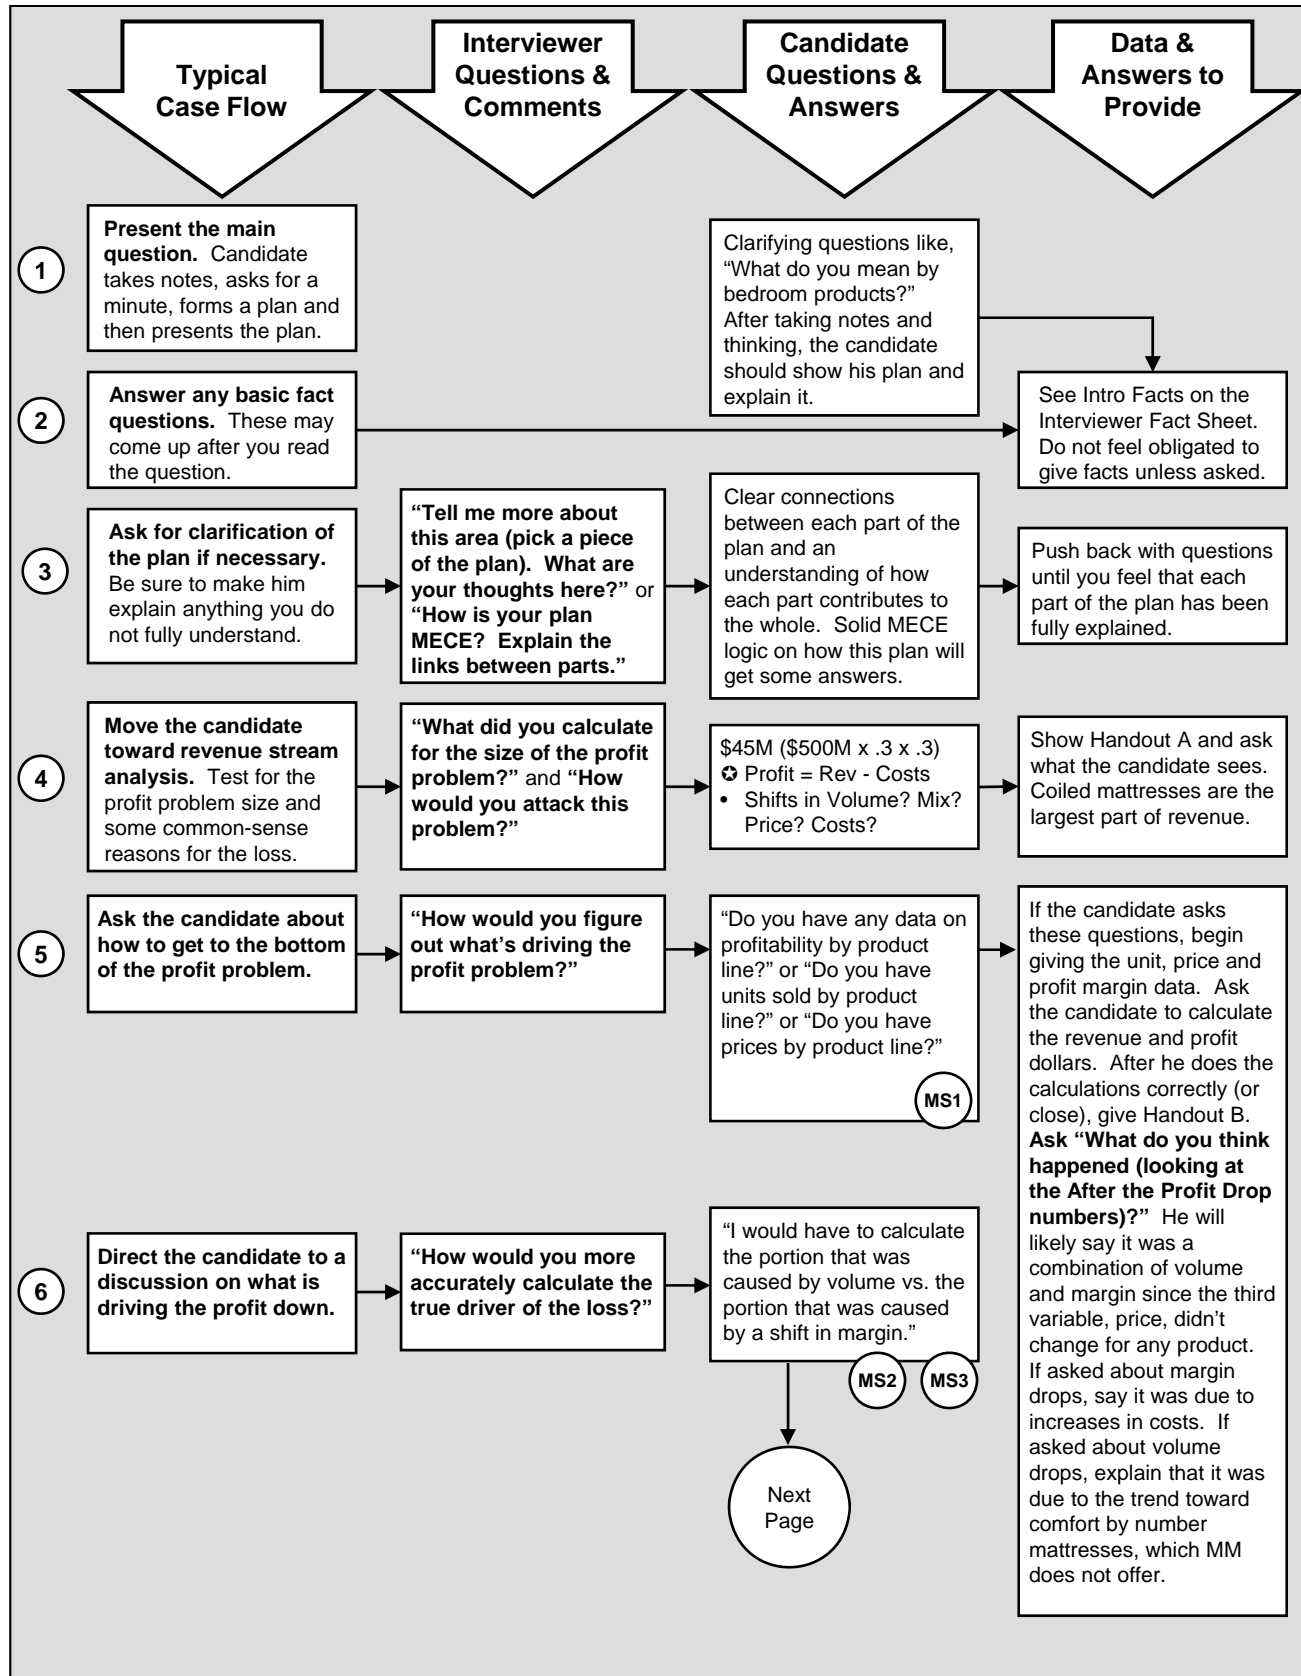 Typical
Case Flow
Interviewer
Questions &
Comments
Candidate
Questions &
Answers
Data &
Answers to
Provide
1
Present the main
question. Candidate
takes notes, asks for a
minute, forms a plan and
then presents the plan.
Clarifying questions like,
“What do you mean by
bedroom products?”
After taking notes and
thinking, the candidate
should show his plan and
explain it.
2
Answer any basic fact
questions. These may
come up after you read
the question.
See Intro Facts on the
Interviewer Fact Sheet.
Do not feel obligated to
give facts unless asked.
3
Ask for clarification of
the plan if necessary.
Be sure to make him
explain anything you do
not fully understand.
“Tell me more about
this area (pick a piece
of the plan). What are
your thoughts here?” or
“How is your plan
MECE? Explain the
links between parts.”
Clear connections
between each part of the
plan and an
understanding of how
each part contributes to
the whole. Solid MECE
logic on how this plan will
get some answers.
Push back with questions
until you feel that each
part of the plan has been
fully explained.
4
Move the candidate
toward revenue stream
analysis. Test for the
profit problem size and
some common-sense
reasons for the loss.
“What did you calculate
for the size of the profit
problem?” and “How
would you attack this
problem?”
$45M ($500M x .3 x .3)
✪ Profit = Rev - Costs
• Shifts in Volume? Mix?
Price? Costs?
Show Handout A and ask
what the candidate sees.
Coiled mattresses are the
largest part of revenue.
5
Ask the candidate about
how to get to the bottom
of the profit problem.
“How would you figure
out what’s driving the
profit problem?”
“Do you have any data on
profitability by product
line?” or “Do you have
units sold by product
line?” or “Do you have
prices by product line?”
MS1
If the candidate asks
these questions, begin
giving the unit, price and
profit margin data. Ask
the candidate to calculate
the revenue and profit
dollars. After he does the
calculations correctly (or
close), give Handout B.
Ask “What do you think
happened (looking at
the After the Profit Drop
numbers)?” He will
likely say it was a
combination of volume
and margin since the third
variable, price, didn’t
change for any product.
If asked about margin
drops, say it was due to
increases in costs. If
asked about volume
drops, explain that it was
due to the trend toward
comfort by number
mattresses, which MM
does not offer.
6
Direct the candidate to a
discussion on what is
driving the profit down.
“How would you more
accurately calculate the
true driver of the loss?”
“I would have to calculate
the portion that was
caused by volume vs. the
portion that was caused
by a shift in margin.”
MS2
MS3
Next
Page